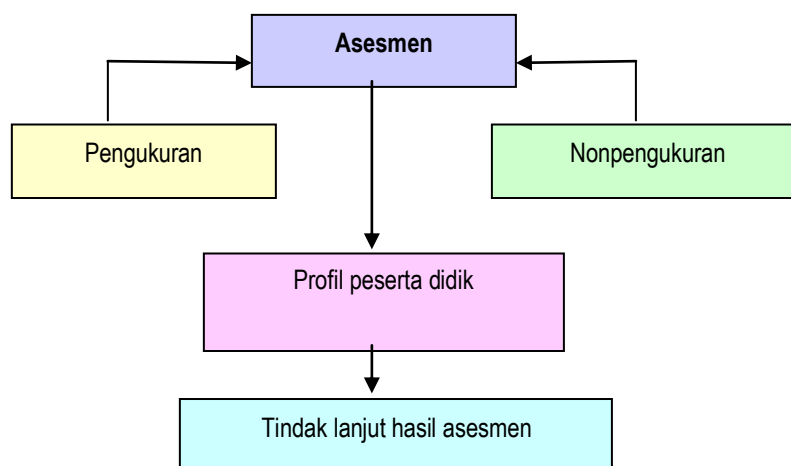 Asesmen
Pengukuran
Nonpengukuran
Profil peserta didik
Tindak lanjut hasil asesmen